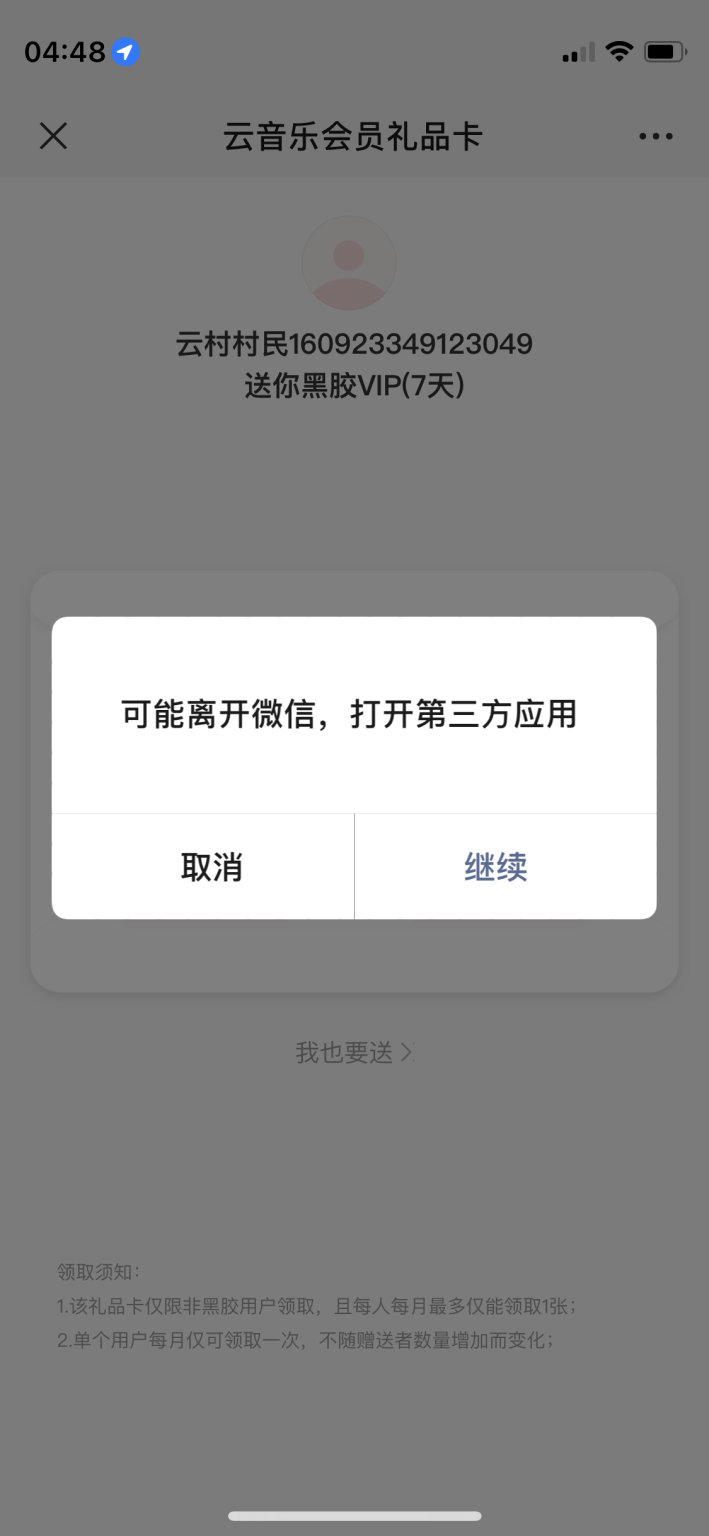 04:48
云音乐会员礼品卡
云村村民160923349123049
送你黑胶VIP(7天)
可能离开微信，打开第三方应用
取消
继续
我也要送
领取须知：
1.该礼品卡仅限非黑胶用户领取，且每人每月最多仅能领取1张；
2.单个用户每月仅可领取一次，不随赠送者数量增加而变化；